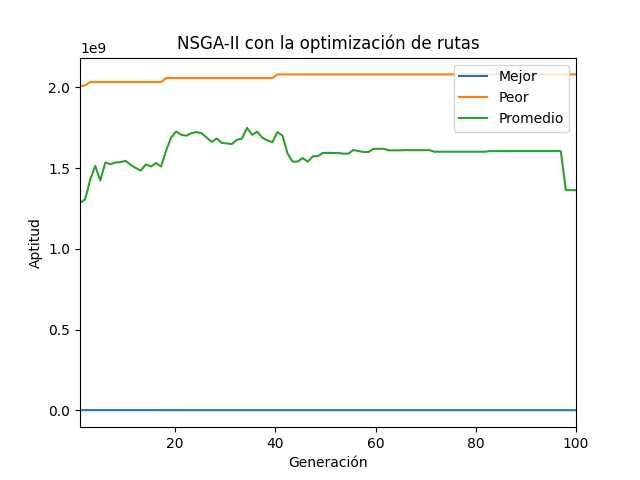 NSGA-II con la optimización de rutas
1e9
Mejor
Peor
Promedio
2.0
1.5
1.0
0.5
0.0
Aptitud
20
40
60
80
100
Generación